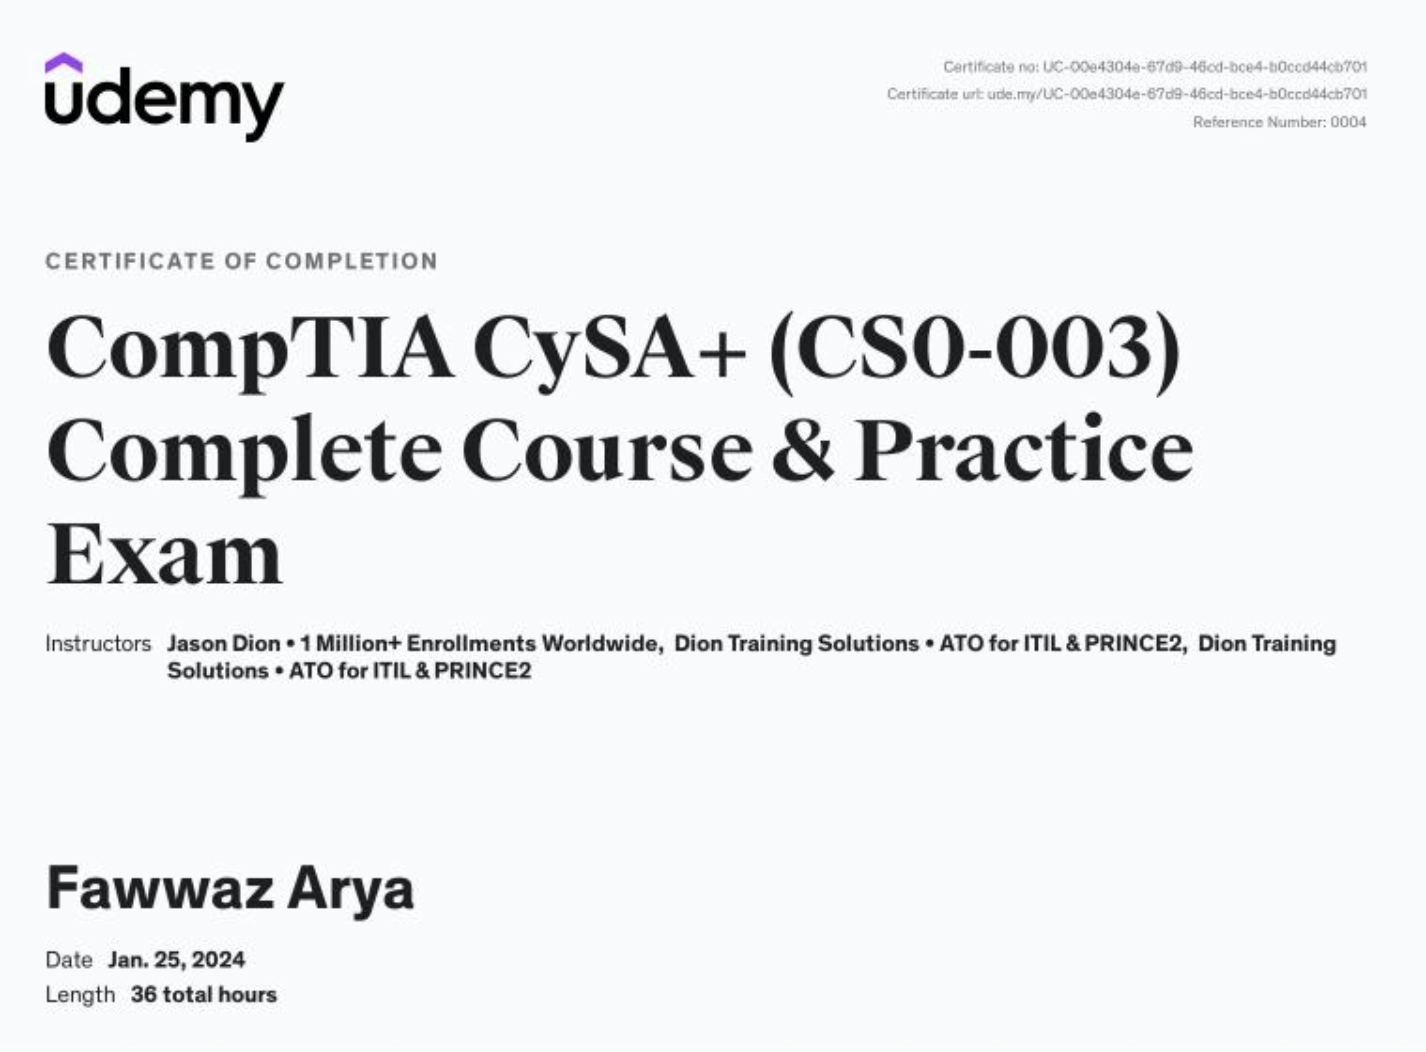 udemy
Certificate no: UC-00e4304e-67d9-46cd-bce4-b0ccd44cb701
Certificate url: ude.my/UC-00e4304e-67d9-46cd-bce4-b0ccd44cb701
Reference Number: 0004
CERTIFICATE OF COMPLETION
CompTIA CySA+ (CS0-003)
Complete Course & Practice
Exam
Instructors Jason Dion • 1 Million+ Enrollments Worldwide, Dion Training Solutions • ATO for ITIL & PRINCE2, Dion Training
Solutions • ATO for ITIL & PRINCE2
Fawwaz Arya
Date Jan. 25, 2024
Length 36 total hours